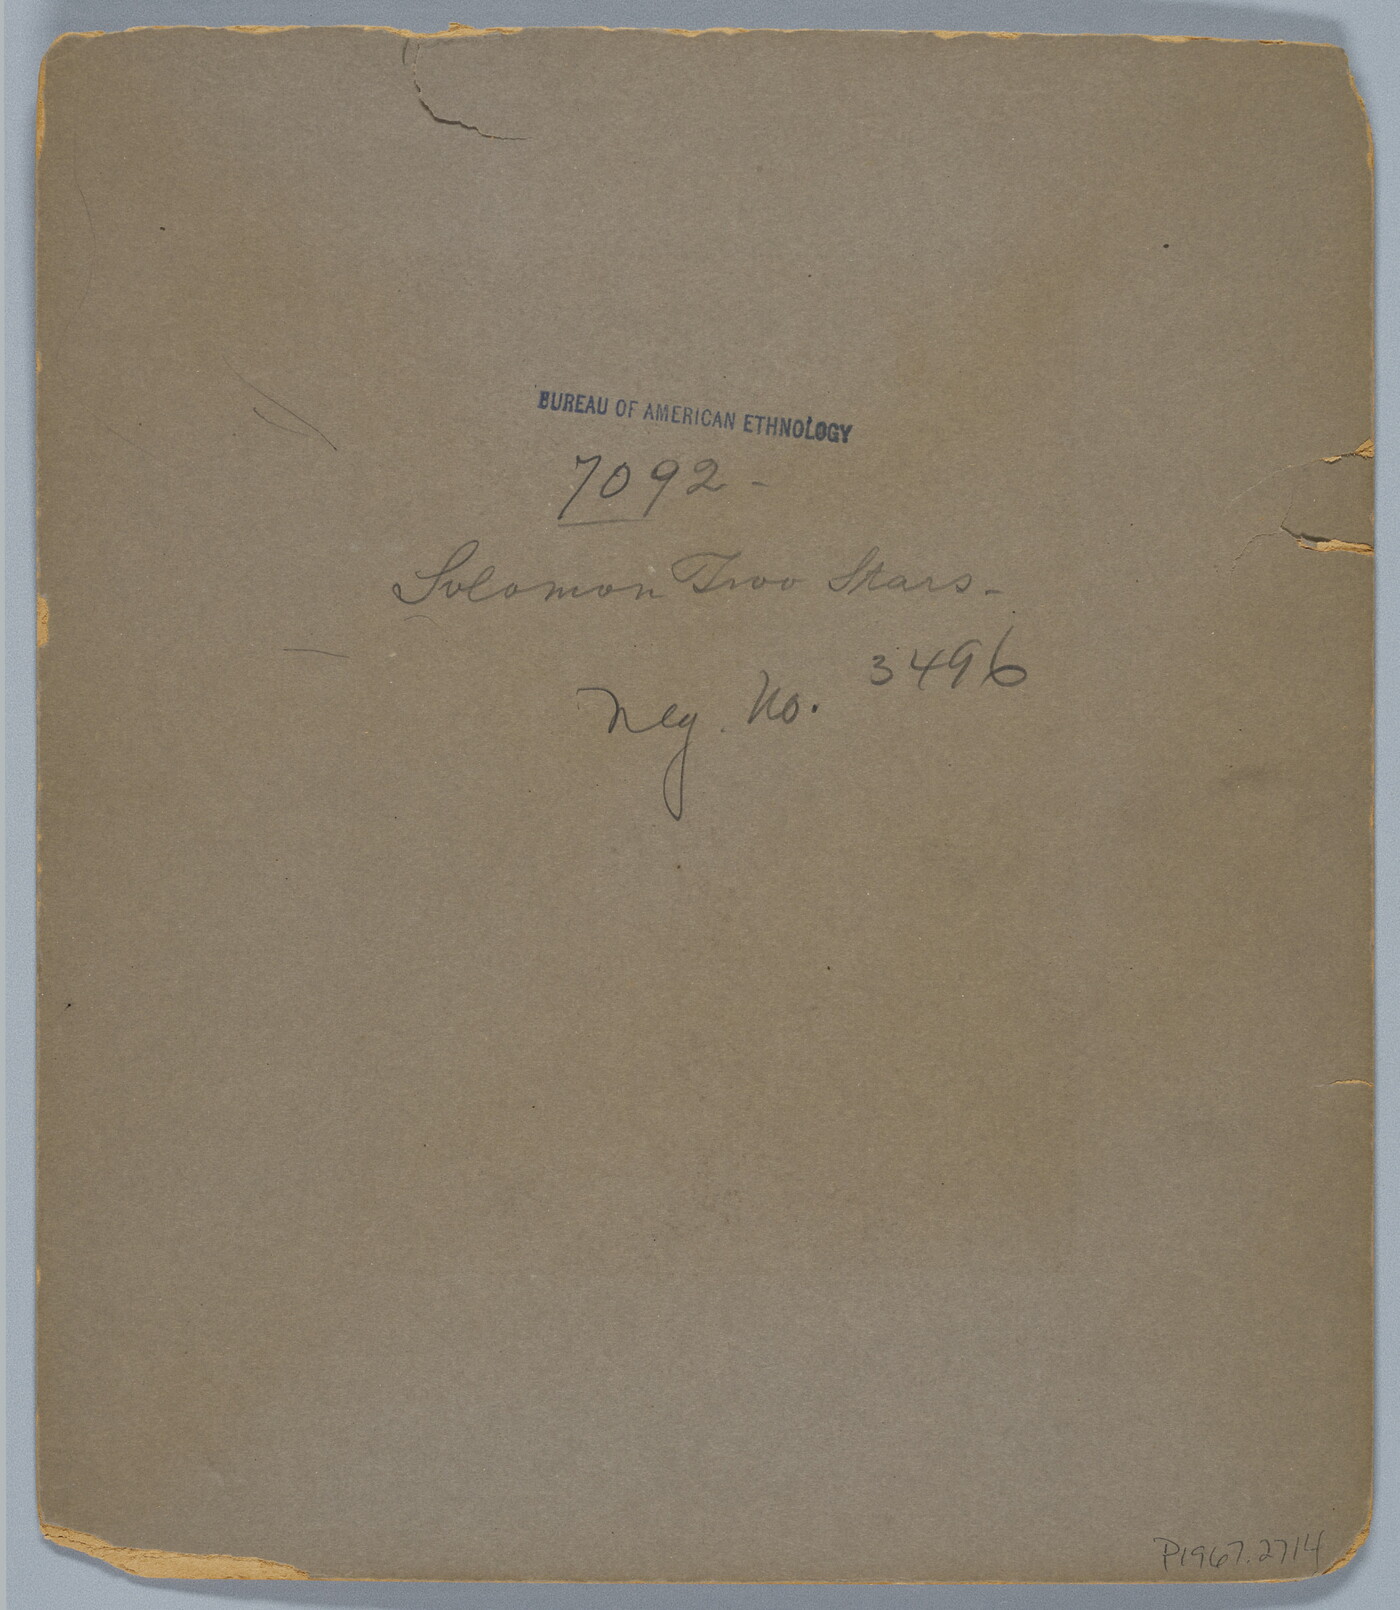 BUREAU OF AMERICAN ETHNOLOGY
7092-
Solomon Two Stars-
Neg. No. 3496
P1967.2714